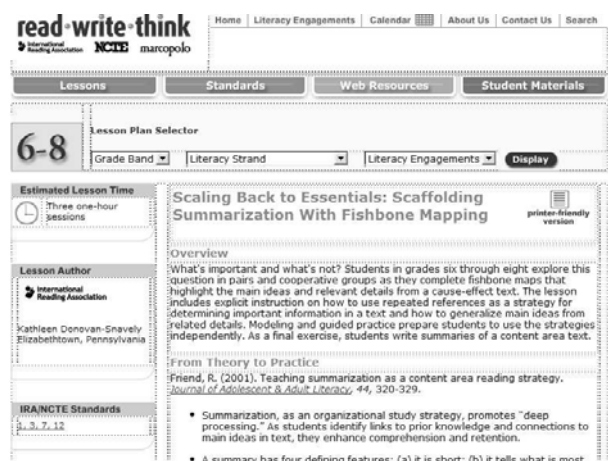 read·write·think
International Reading Association NCTE marcopolo
Home | Literacy Engagements | Calendar | About Us | Contact Us | Search
Lessons Standards Web Resources Student Materials
6-8
Lesson Plan Selector
Grade Band Literacy Strand Literacy Engagements Display
Estimated Lesson Time
Three one-hour
sessions
Lesson Author
International
Reading Association
Kathleen Donovan-Snavely
Elizabethtown, Pennsylvania
IRA/NCTE Standards
1, 3, 7, 12
Scaling Back to Essentials: Scaffolding
Summarization With Fishbone Mapping
printer-friendly
version
Overview
What's important and what's not? Students in grades six through eight explore this
question in pairs and cooperative groups as they complete fishbone maps that
highlight the main ideas and relevant details from a cause-effect text. The lesson
includes explicit instruction on how to use repeated references as a strategy for
determining important information in a text and how to generalize main ideas from
related details. Modeling and guided practice prepare students to use the strategies
independently. As a final exercise, students write summaries of a content area text.
From Theory to Practice
Friend, R. (2001). Teaching summarization as a content area reading strategy.
Journal of Adolescent & Adult Literacy, 44, 320-329.
• Summarization, as an organizational study strategy, promotes "deep
processing." As students identify links to prior knowledge and connections to
main ideas in text, they enhance comprehension and retention.
• A summary has four defining features: (a) it is short; (b) it tells what is most